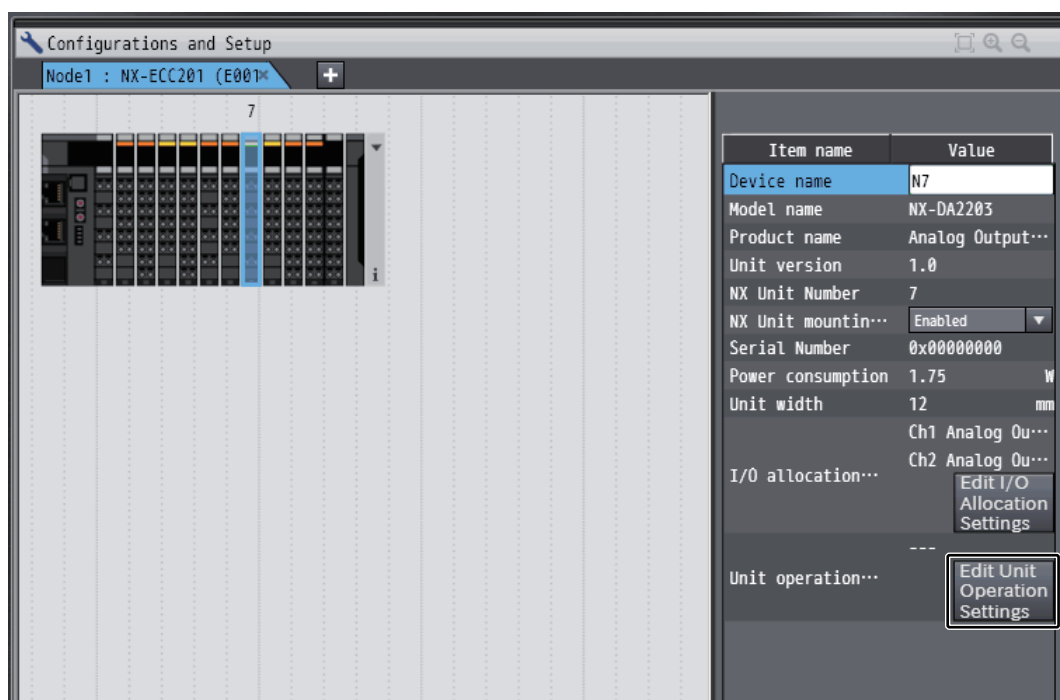 Configurations and Setup
Node1 : NX-ECC201 (E001
7
Item name Value
Device name N7
Model name NX-DA2203
Product name Analog Output···
Unit version 1.0
NX Unit Number 7
NX Unit mountin··· Enabled
Serial Number 0x00000000
Power consumption 1.75 W
Unit width 12 mm
Ch1 Analog Ou···
Ch2 Analog Ou···
I/O allocation···
Edit I/O
Allocation
Settings
---
Unit operation···
Edit Unit
Operation
Settings